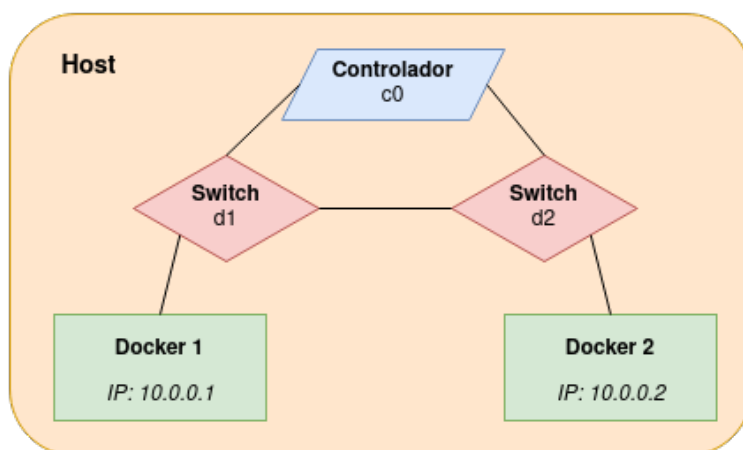 Host
Controlador
c0
Switch
d1
Switch
d2
Docker 1
IP: 10.0.0.1
Docker 2
IP: 10.0.0.2